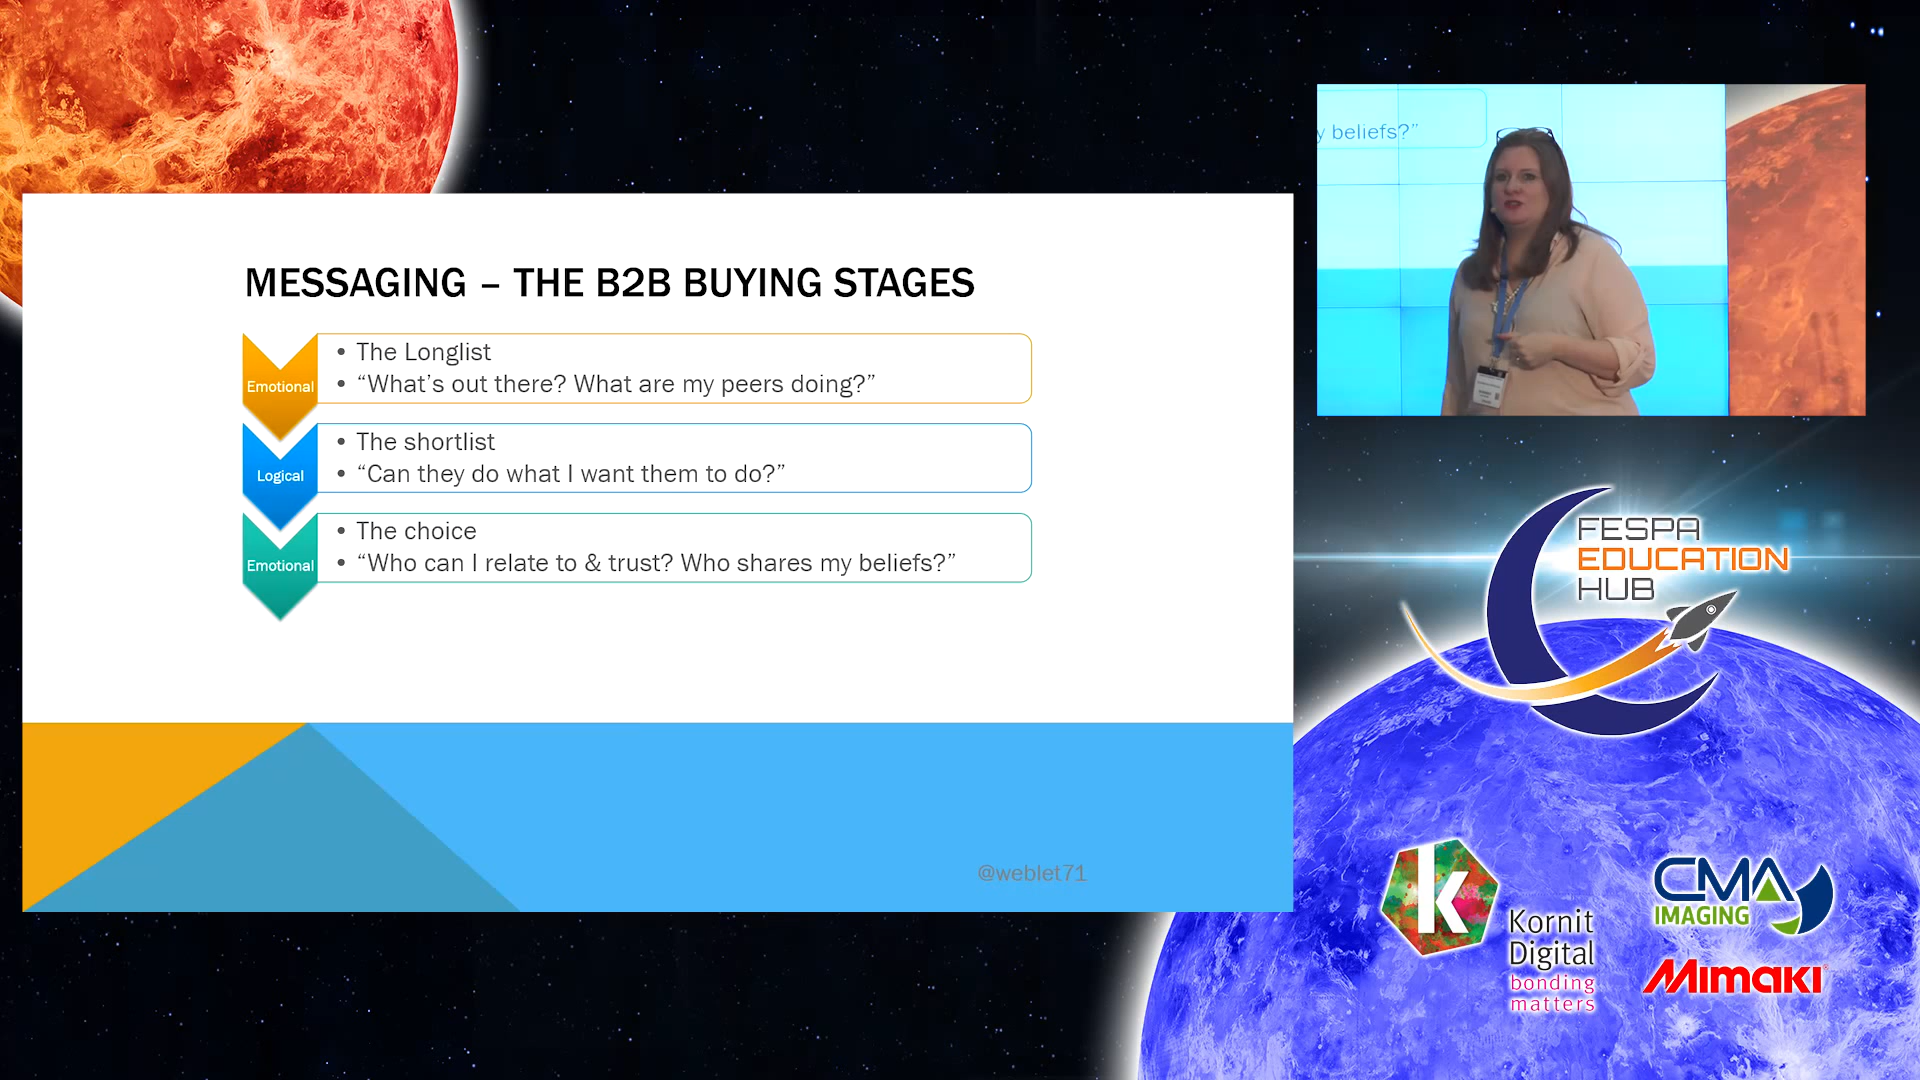 MESSAGING – THE B2B BUYING STAGES
Emotional
• The Longlist
• “What’s out there? What are my peers doing?”
Logical
• The shortlist
• “Can they do what I want them to do?”
Emotional
• The choice
• “Who can I relate to & trust? Who shares my beliefs?”
@weblet71
y beliefs?”
FESPA
EDUCATION
HUB
k
Kornit
Digital
bonding
matters
CMA
IMAGING
Mimaki